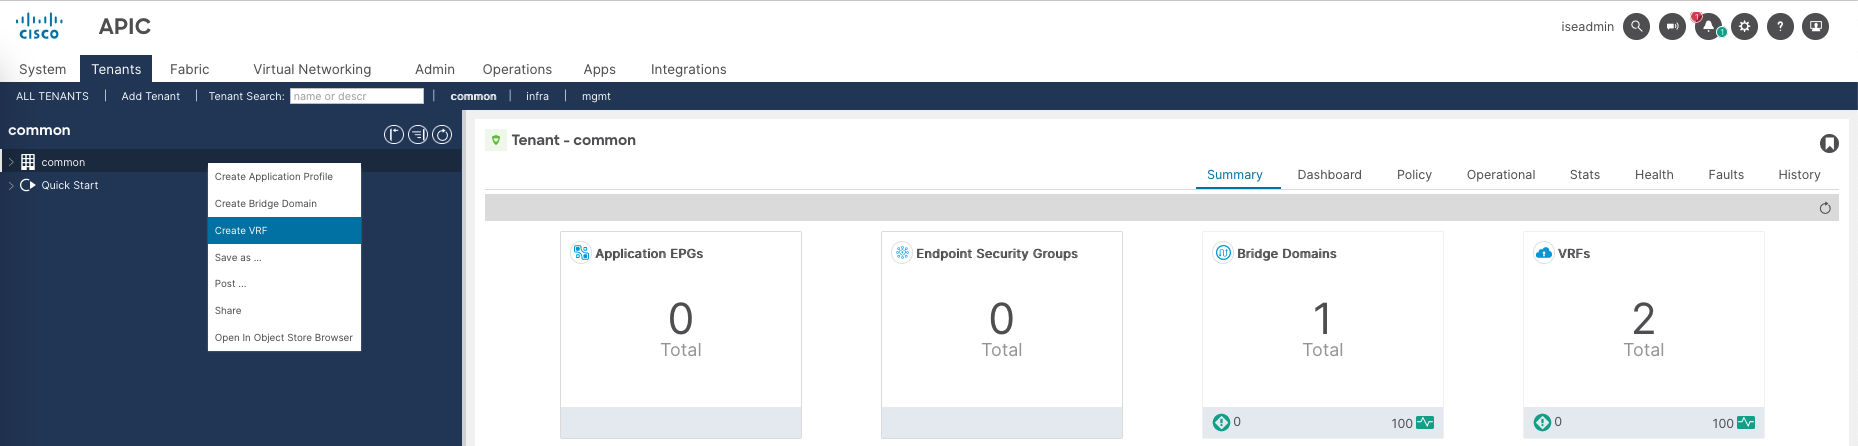 CISCO APIC iseadmin 1 1 ?
System Tenants Fabric Virtual Networking Admin Operations Apps Integrations
ALL TENANTS | Add Tenant | Tenant Search: name or descr | common | infra | mgmt
common
common
Quick Start
Create Application Profile
Create Bridge Domain
Create VRF
Save as ...
Post ...
Share
Open In Object Store Browser
Tenant - common
Summary Dashboard Policy Operational Stats Health Faults History
Application EPGs
0
Total
Endpoint Security Groups
0
Total
Bridge Domains
1
Total
0 100
VRFs
2
Total
0 100